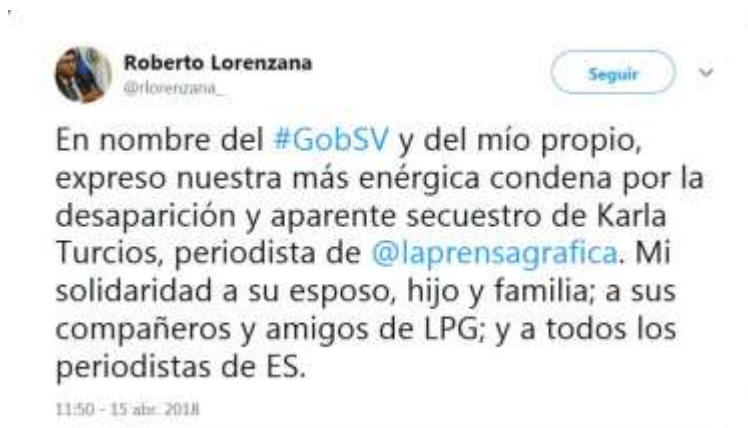 Roberto Lorenzana
@rlorenzana_
Seguir
En nombre del #GobSV y del mío propio,
expreso nuestra más enérgica condena por la
desaparición y aparente secuestro de Karla
Turcios, periodista de @laprensagrafica. Mi
solidaridad a su esposo, hijo y familia; a sus
compañeros y amigos de LPG; y a todos los
periodistas de ES.
11:50 - 15 abr. 2018